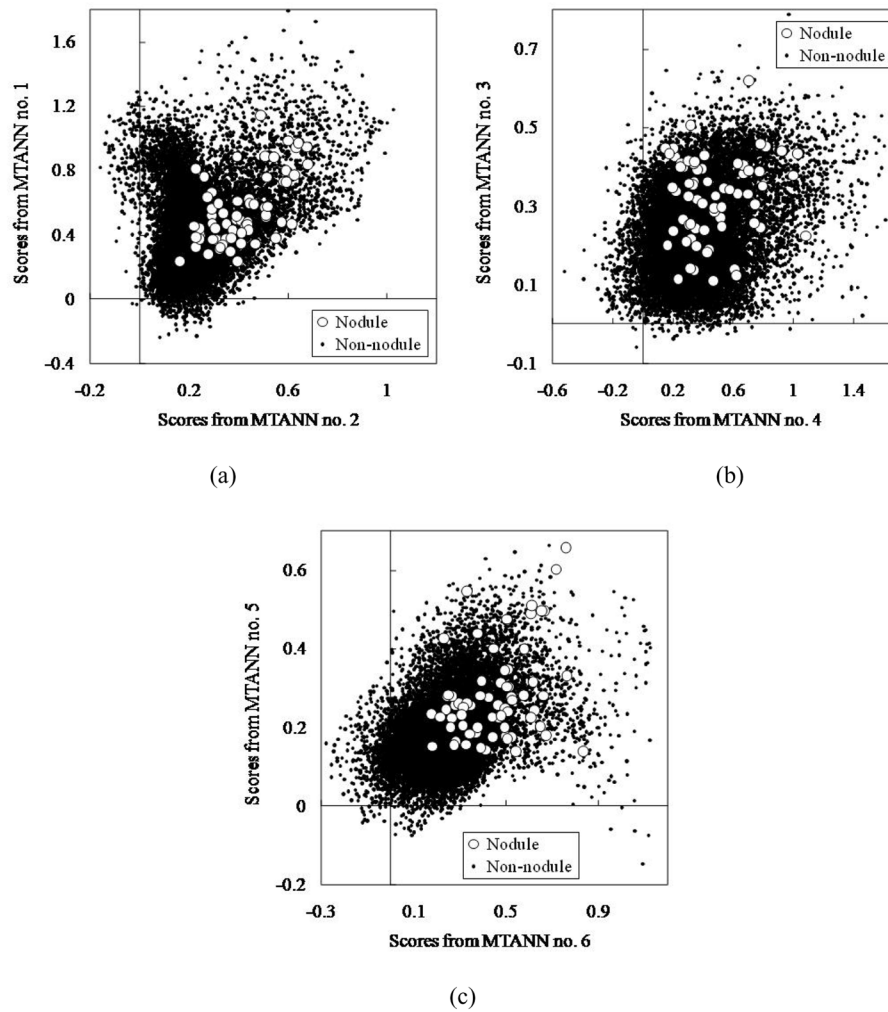 1.6
1.2
0.8
0.4
0
-0.4
Scores from MTANN no. 1
Nodule
Non-nodule
-0.2 0.2 0.6 1
Scores from MTANN no. 2
(a)
0.7
0.5
0.3
0.1
-0.1
Scores from MTANN no. 3
Nodule
Non-nodule
-0.6 -0.2 0.2 0.6 1 1.4
Scores from MTANN no. 4
(b)
0.6
0.4
0.2
0
-0.2
Scores from MTANN no. 5
Nodule
Non-nodule
-0.3 0.1 0.5 0.9
Scores from MTANN no. 6
(c)